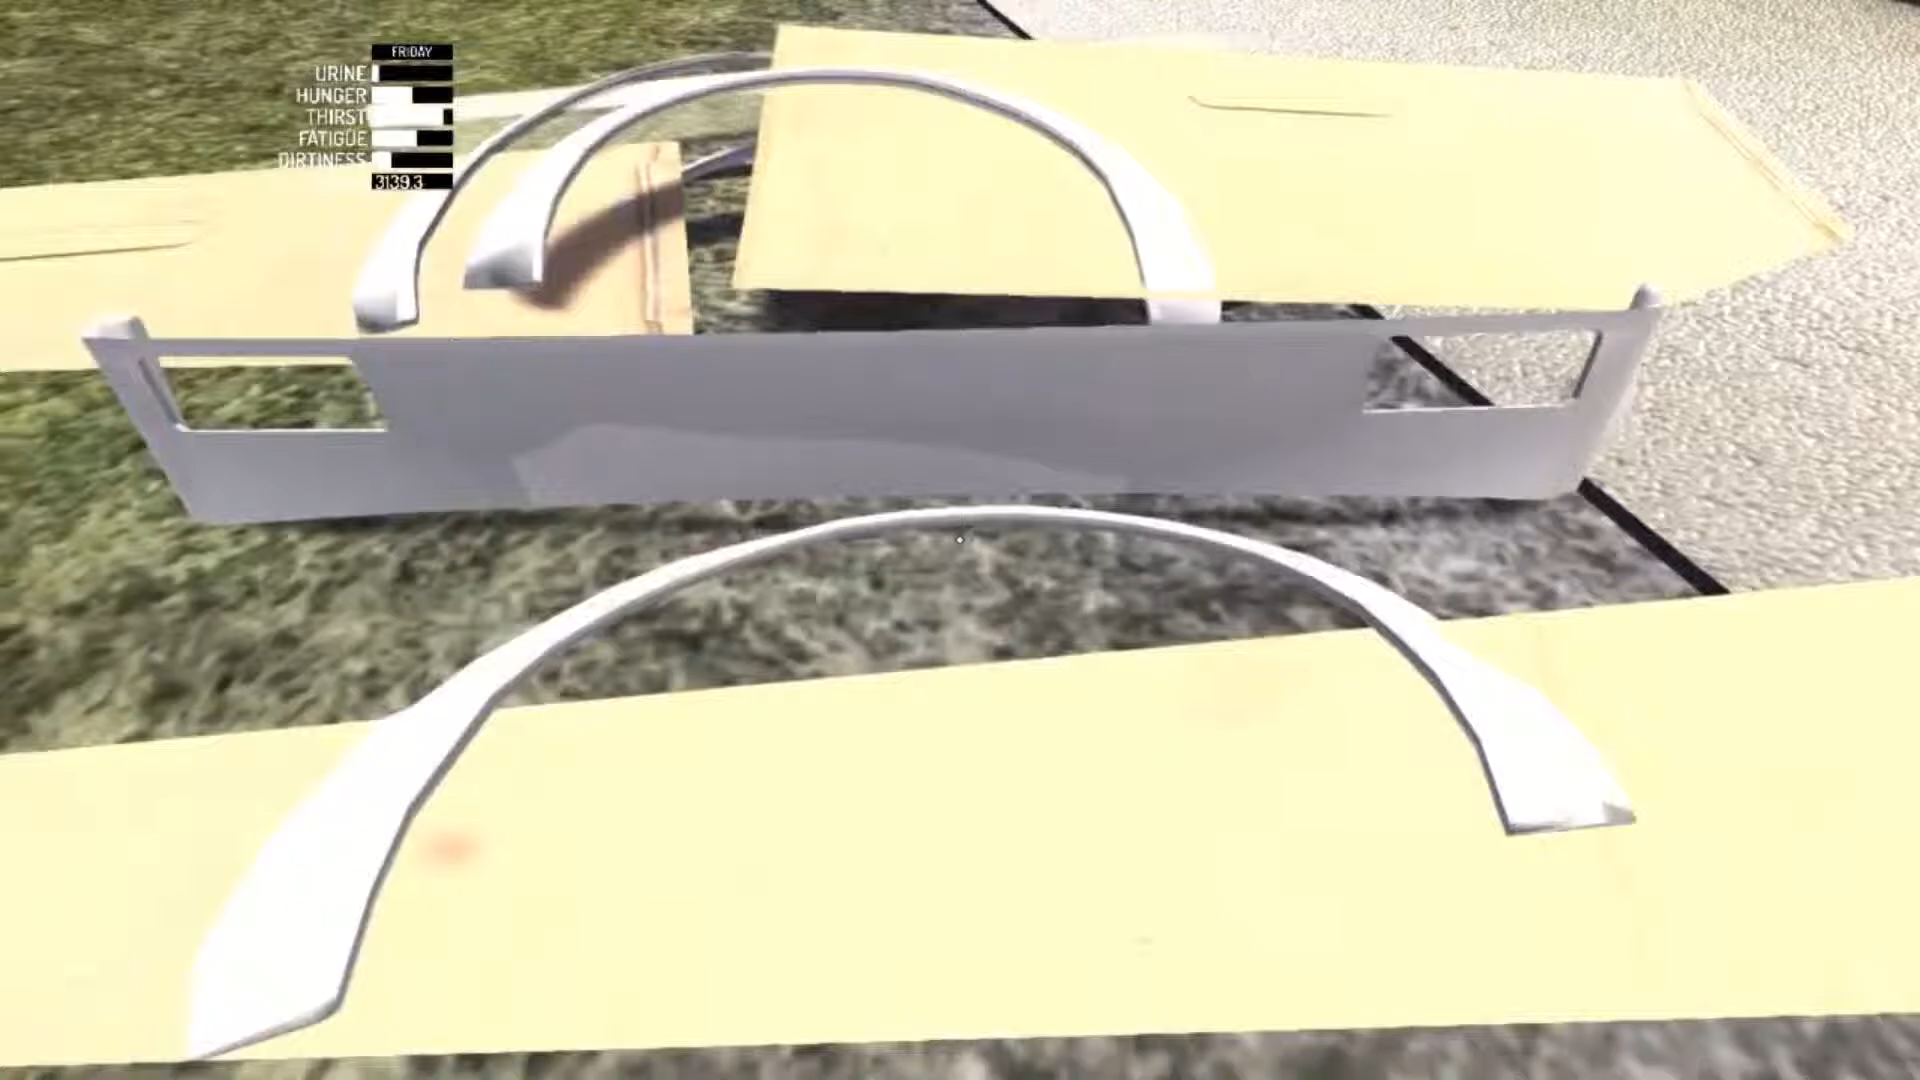 FRIDAY
URINE
HUNGER
THIRST
FATIGUE
DIRTINESS
3139.3